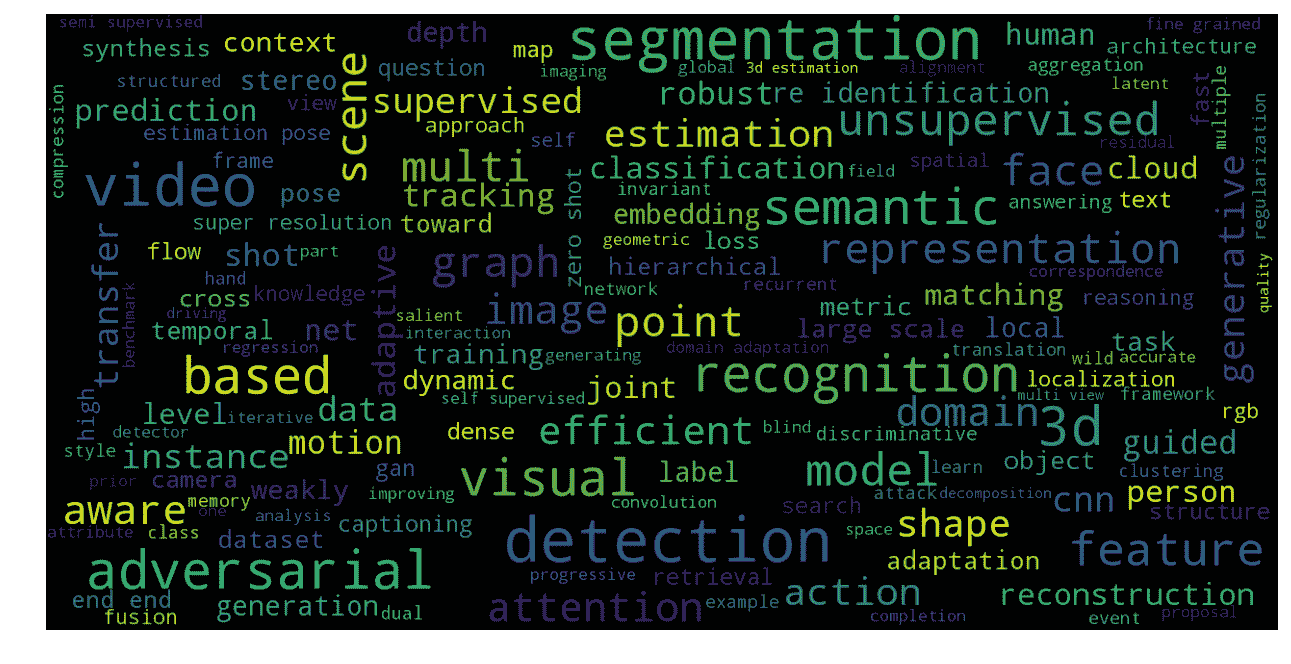 semi supervised
synthesis
context
depth
map
segmentation
human
fine grained
architecture
structured
stereo
scene
question
imaging
global
3d estimation
alignment
aggregation
latent
compression
prediction
view
supervised
robust
re identification
fast
multiple
estimation pose
approach
self
estimation
unsupervised
residual
regularization
frame
multi
classification
field
spatial
face
cloud
video
pose
tracking
zero shot
invariant
semantic
answering
text
generative
super resolution
toward
embedding
transfer
flow
shot
part
adaptive
graph
geometric
loss
representation
hand
hierarchical
correspondence
quality
benchmark
cross
knowledge
network
recurrent
matching
reasoning
driving
salient
image
point
metric
temporal
net
interaction
large scale
local
task
regression
training
generating
domain adaptation
translation
wild
accurate
based
dynamic
joint
recognition
localization
high
self supervised
multi view
framework
level
iterative
data
domain
3d
rgb
detector
motion
dense
efficient
blind
discriminative
guided
style
instance
gan
visual
label
model
learn
object
clustering
prior
camera
weakly
improving
convolution
search
attack
decomposition
cnn
person
aware
memory
one
analysis
captioning
structure
attribute
class
dataset
detection
space
shape
feature
adversarial
progressive
retrieval
adaptation
end end
generation
dual
attention
example
action
reconstruction
fusion
completion
event
proposal